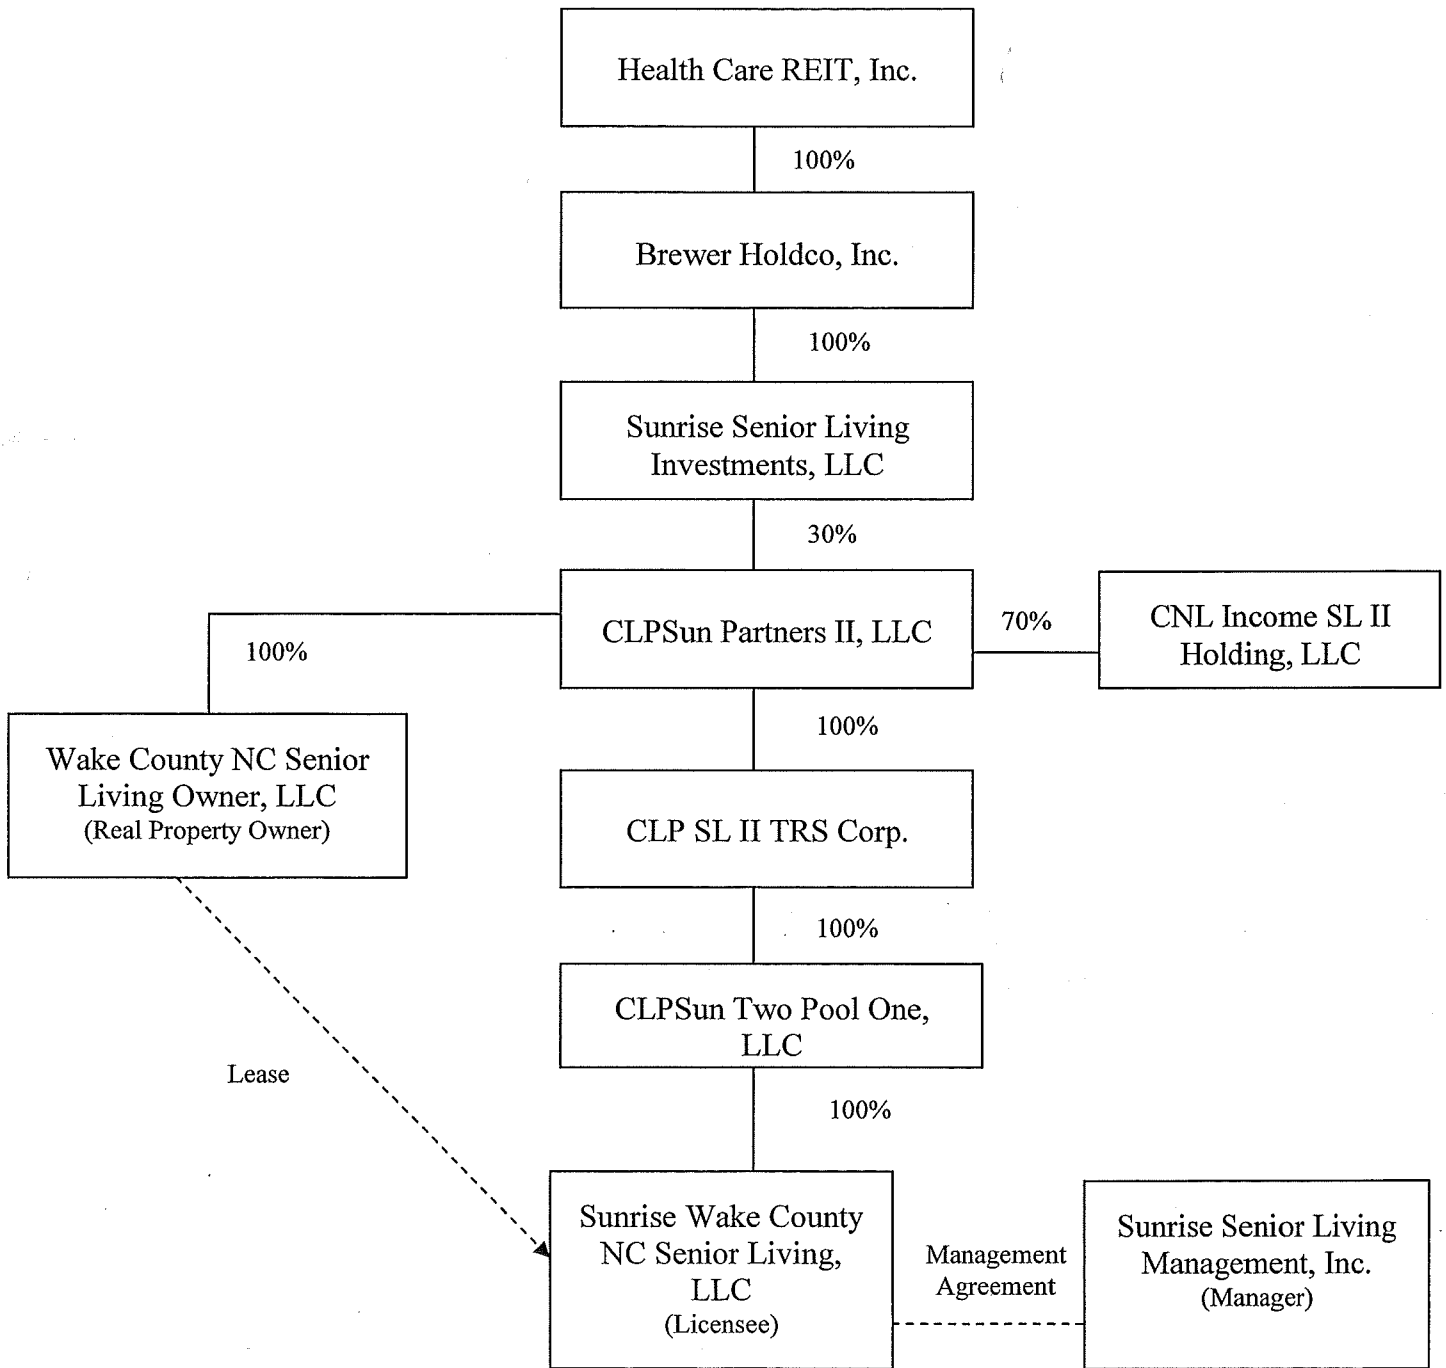 Health Care REIT, Inc.
100%
Brewer Holdco, Inc.
100%
Sunrise Senior Living
Investments, LLC
30%
CLPSun Partners II, LLC
70%
CNL Income SL II
Holding, LLC
100%
Wake County NC Senior
Living Owner, LLC
(Real Property Owner)
100%
CLP SL II TRS Corp.
100%
CLPSun Two Pool One,
LLC
Lease
100%
Sunrise Wake County
NC Senior Living,
LLC
(Licensee)
Management
Agreement
Sunrise Senior Living
Management, Inc.
(Manager)